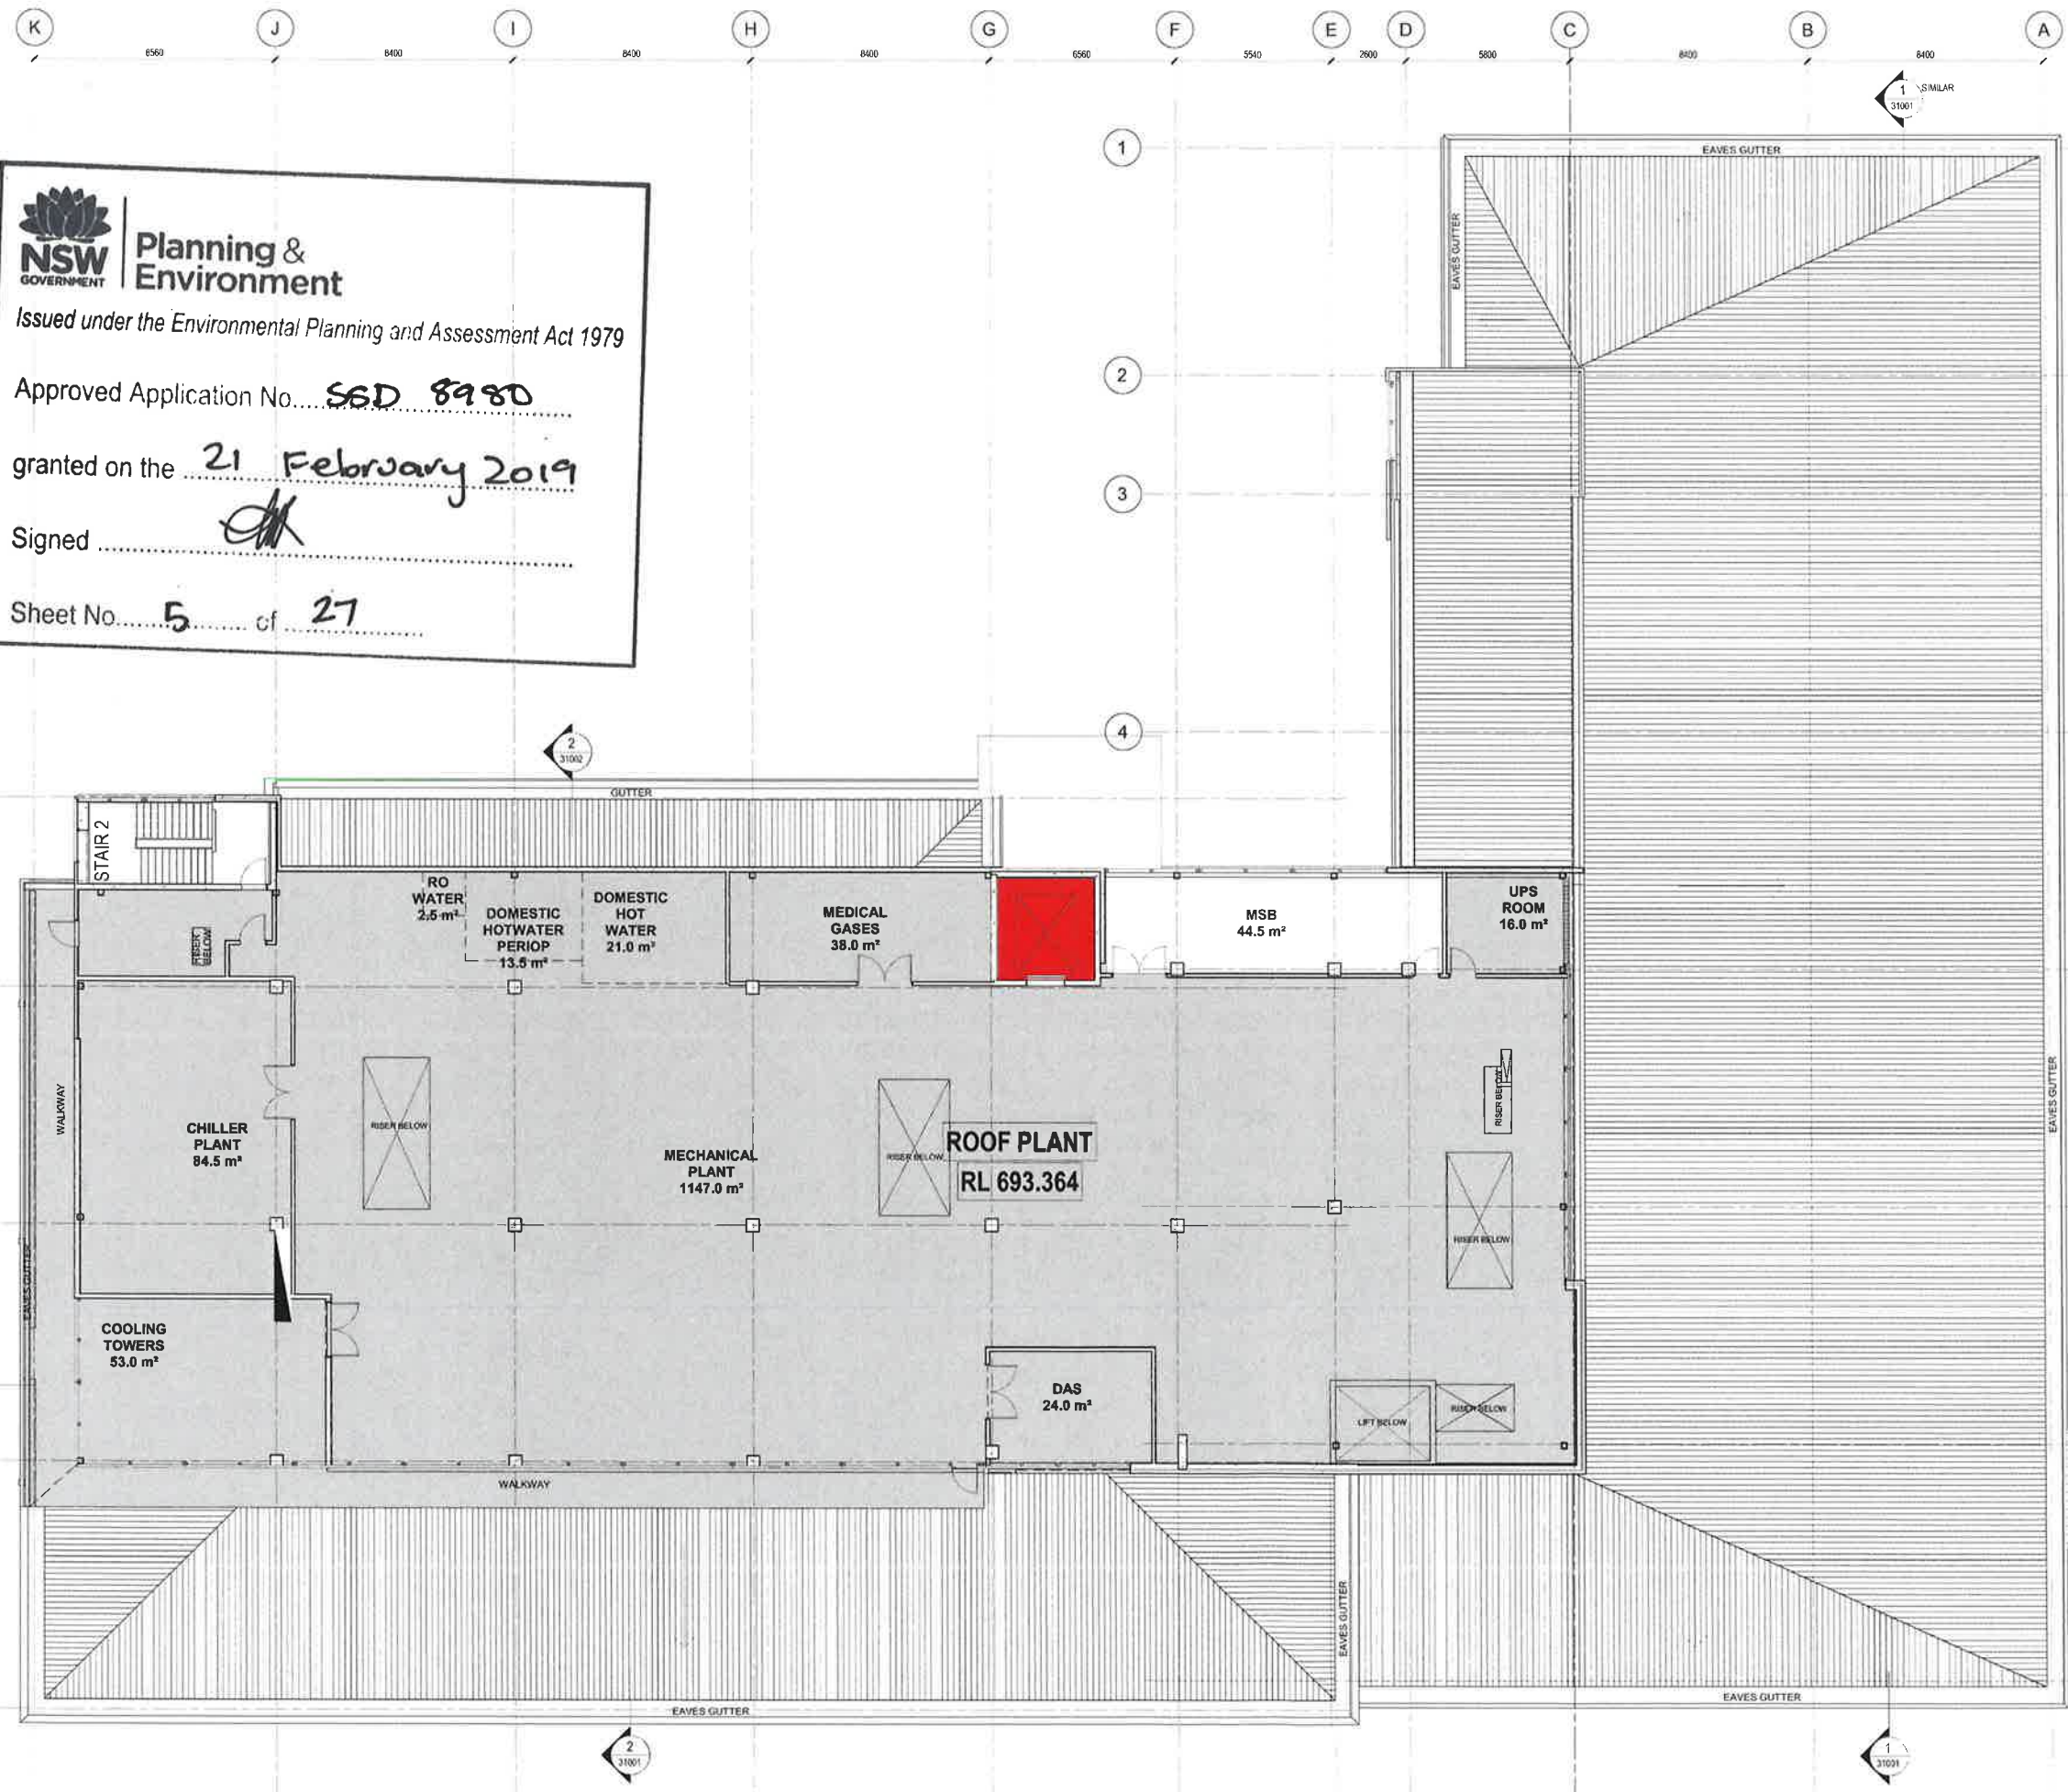 K J I H G F E D C B A
8560 8400 8400 8400 6560 5540 2600 5800 8400 8400
1
31001
SIMILAR
1
2
3
4
EAVES GUTTER
EAVES GUTTER
NSW
GOVERNMENT
Planning &
Environment
Issued under the Environmental Planning and Assessment Act 1979
Approved Application No. SSD 8980
granted on the 21 February 2019
Signed
Sheet No. 5 of 27
2
31002
GUTTER
STAIR 2
RISER
BELOW
RO
WATER
2.5 m²
DOMESTIC
HOTWATER
PERIOP
13.5 m²
DOMESTIC
HOT
WATER
21.0 m²
MEDICAL
GASES
38.0 m²
MSB
44.5 m²
UPS
ROOM
16.0 m²
WALKWAY
CHILLER
PLANT
84.5 m²
RISER BELOW
MECHANICAL
PLANT
1147.0 m²
RISER BELOW
ROOF PLANT
RL 693.364
RISER BELOW
RISER BELOW
EAVES GUTTER
EAVES GUTTER
COOLING
TOWERS
53.0 m²
DAS
24.0 m²
LIFT BELOW
RISER BELOW
WALKWAY
EAVES GUTTER
EAVES GUTTER
EAVES GUTTER
2
31001
1
31001